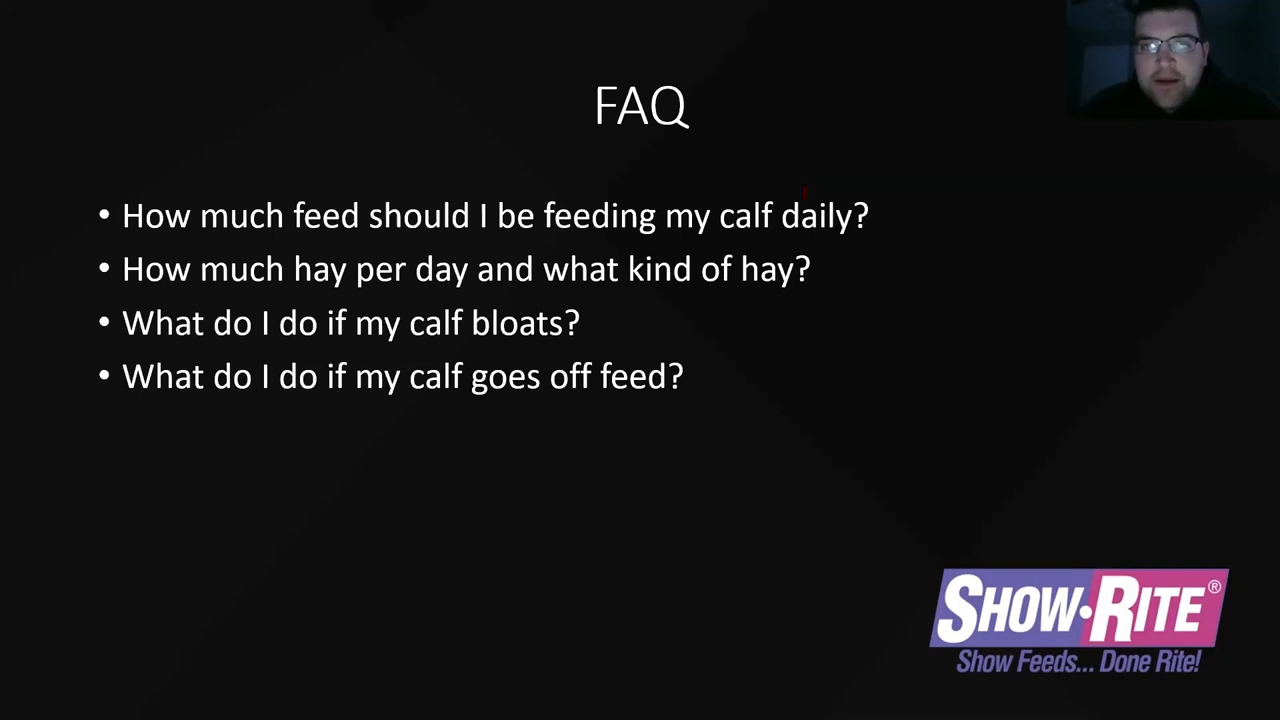 FAQ
• How much feed should I be feeding my calf daily?
• How much hay per day and what kind of hay?
• What do I do if my calf bloats?
• What do I do if my calf goes off feed?
SHOW•RITE®
Show Feeds... Done Rite!